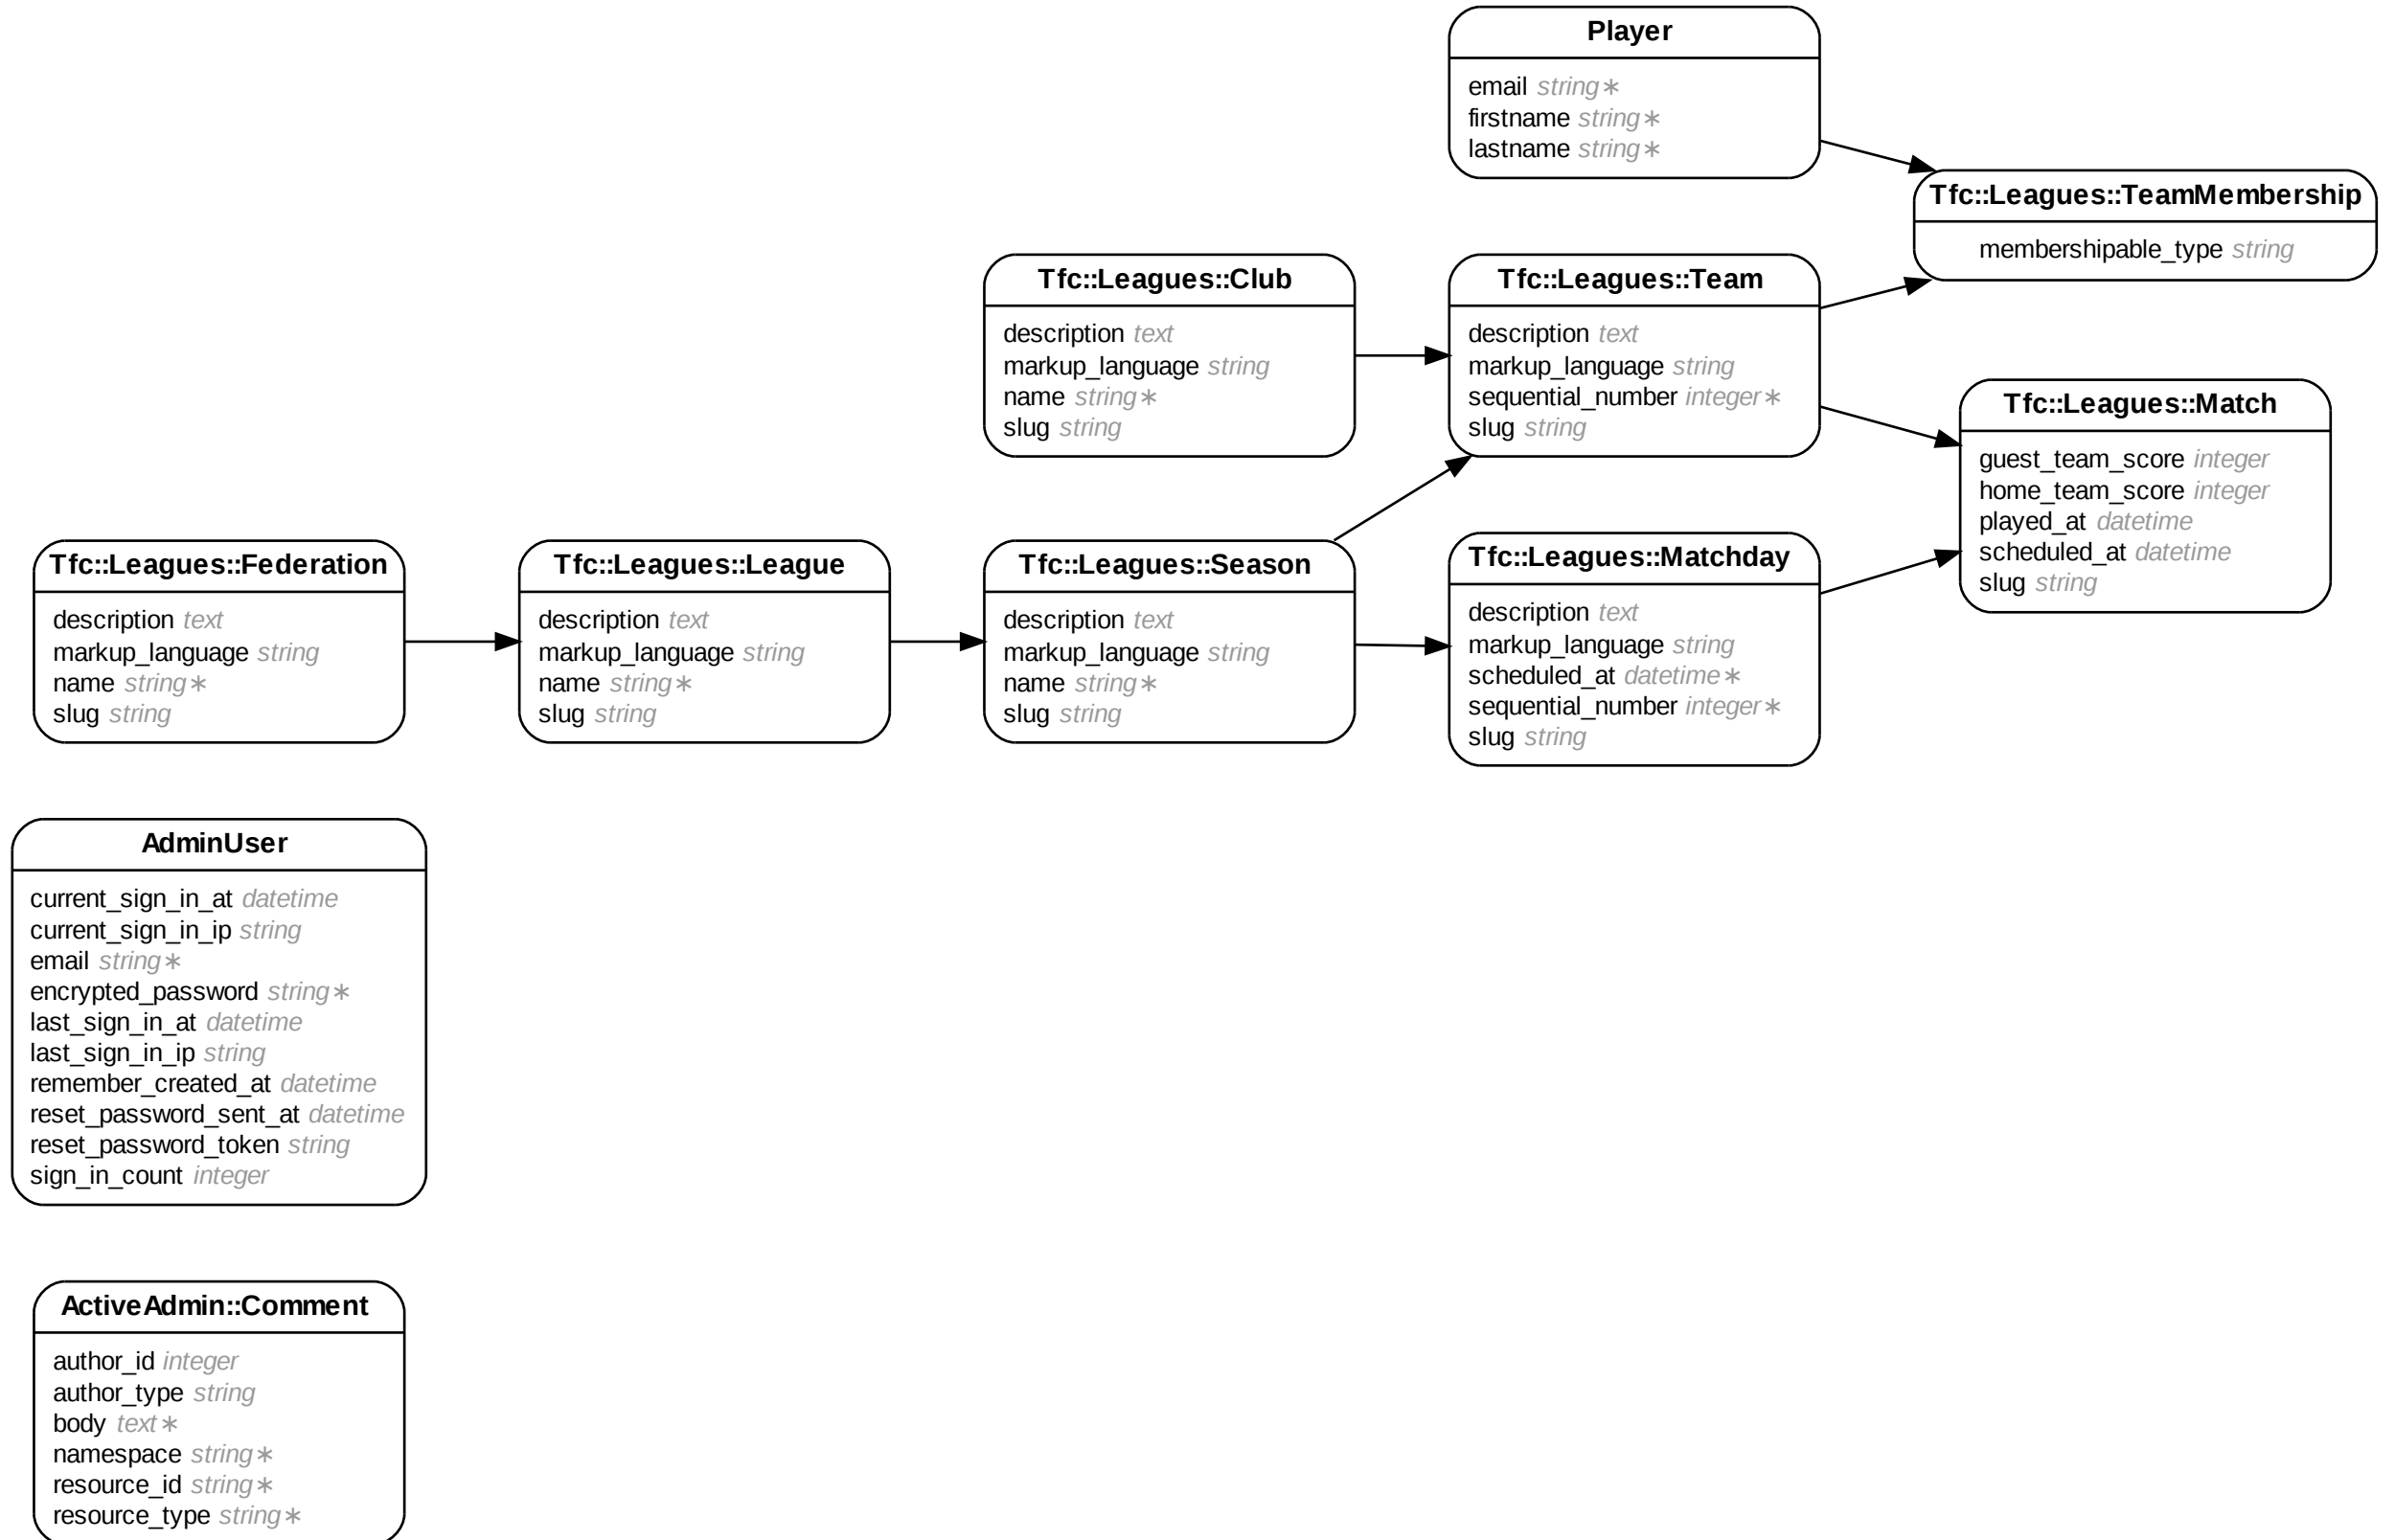 Player
email string∗
firstname string∗
lastname string∗
Tfc::Leagues::TeamMembership
membershipable_type string
Tfc::Leagues::Club
description text
markup_language string
name string∗
slug string
Tfc::Leagues::Team
description text
markup_language string
sequential_number integer∗
slug string
Tfc::Leagues::Match
guest_team_score integer
home_team_score integer
played_at datetime
scheduled_at datetime
slug string
Tfc::Leagues::Federation
description text
markup_language string
name string∗
slug string
Tfc::Leagues::League
description text
markup_language string
name string∗
slug string
Tfc::Leagues::Season
description text
markup_language string
name string∗
slug string
Tfc::Leagues::Matchday
description text
markup_language string
scheduled_at datetime∗
sequential_number integer∗
slug string
AdminUser
current_sign_in_at datetime
current_sign_in_ip string
email string∗
encrypted_password string∗
last_sign_in_at datetime
last_sign_in_ip string
remember_created_at datetime
reset_password_sent_at datetime
reset_password_token string
sign_in_count integer
ActiveAdmin::Comment
author_id integer
author_type string
body text∗
namespace string∗
resource_id string∗
resource_type string∗